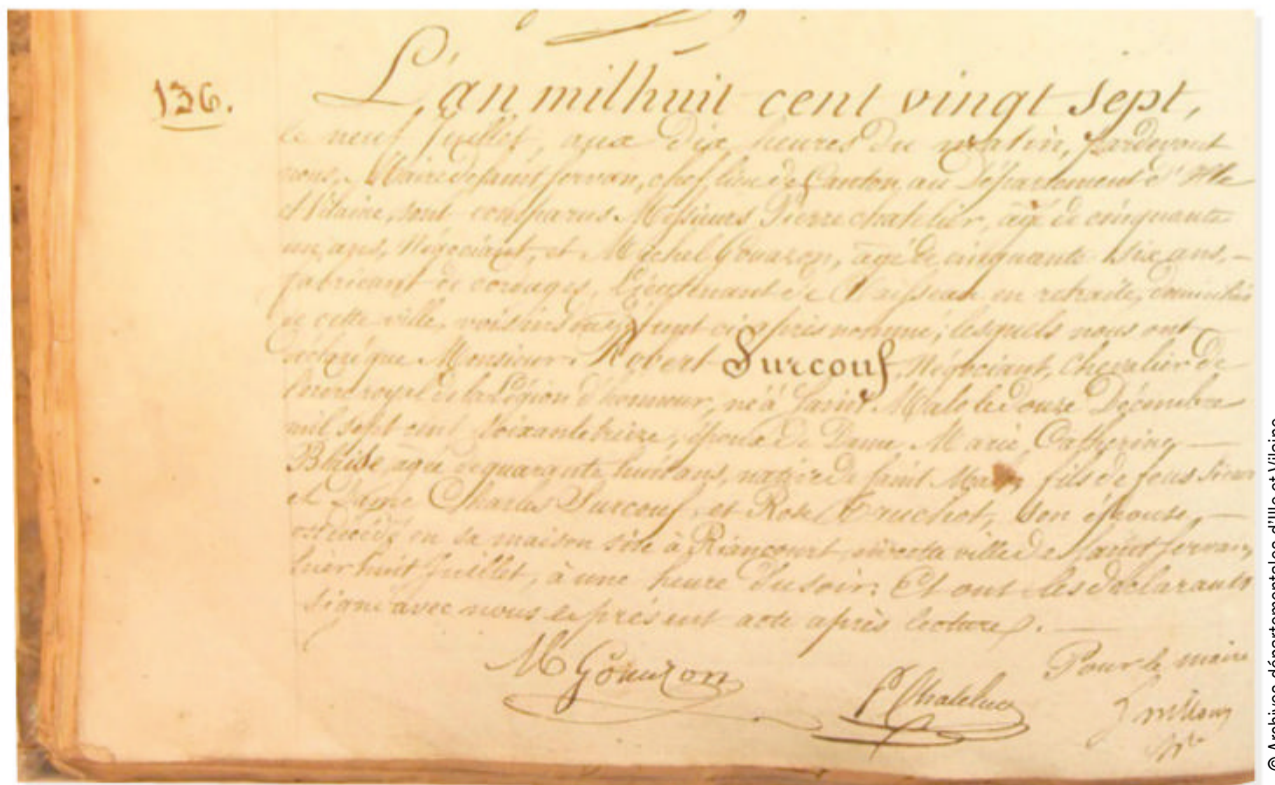 136.
L'an mil huit cent vingt sept,
le neuf Juillet, aux dix heures du matin, pardevant
nous, Maire de Saint Servan, chef lieu de Canton, au Département d'Ille
et Vilaine, sont comparus Messieurs Pierre chatelier, âgé de cinquante
un ans, Négociant, et Michel Gouazon, âgé de cinquante six ans,
fabricant de cordages, Lieutenant de Vaisseau en retraite, domiciliés
de cette ville, voisins du ci après nommé; lesquels nous ont
déclaré que Monsieur Robert Surcouf, Négociant, Chevalier de
l'ordre royal de la Légion d'honneur, né à Saint Malo le douze Décembre
mil sept cent soixante treize, époux de Dame Marie Catherine
Blaise âgée de quarante huit ans, native de Saint Malo, fils de feus Sieur
et Dame Charles Surcouf, et Rose Truchot, son épouse,
est décédé en sa maison sise à Riancourt, en cette ville de Saint Servan,
hier huit Juillet, à une heure du soir; Et ont les déclarants
signé avec nous le présent acte après lecture.
M Gouazon
P Chatelier
Pour le maire
© Archives départementales d'Ille et Vilaine